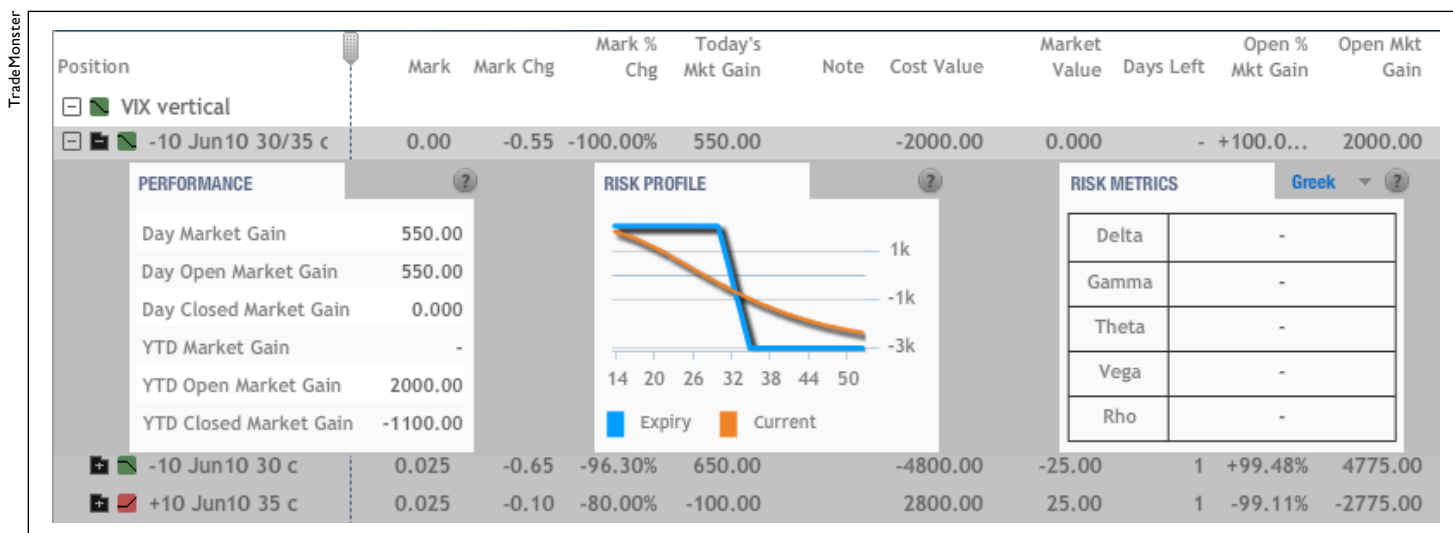 TradeMonster
Position Mark Mark Chg Mark % Chg Today's Mkt Gain Note Cost Value Market Value Days Left Open % Mkt Gain Open Mkt Gain
VIX vertical
-10 Jun10 30/35 c 0.00 -0.55 -100.00% 550.00 -2000.00 0.000 - +100.0... 2000.00
PERFORMANCE ?
Day Market Gain 550.00
Day Open Market Gain 550.00
Day Closed Market Gain 0.000
YTD Market Gain -
YTD Open Market Gain 2000.00
YTD Closed Market Gain -1100.00
RISK PROFILE ?
1k
-1k
-3k
14 20 26 32 38 44 50
Expiry Current
RISK METRICS Greek ?
Delta -
Gamma -
Theta -
Vega -
Rho -
-10 Jun10 30 c 0.025 -0.65 -96.30% 650.00 -4800.00 -25.00 1 +99.48% 4775.00
+10 Jun10 35 c 0.025 -0.10 -80.00% -100.00 2800.00 25.00 1 -99.11% -2775.00